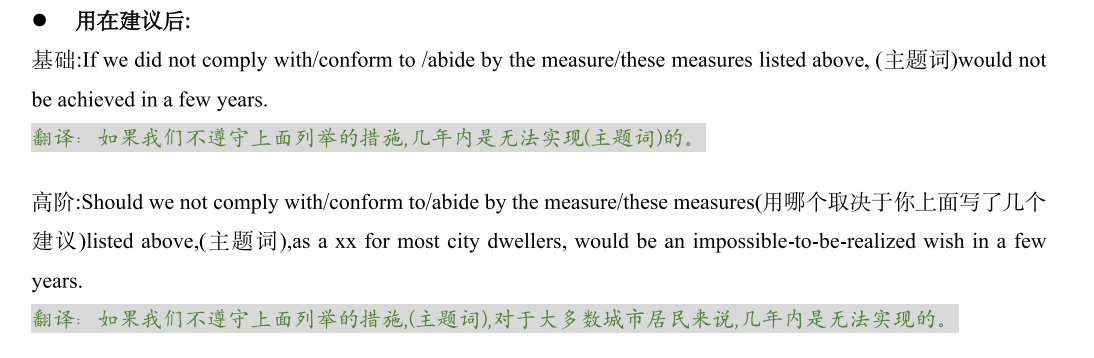 ● 用在建议后:
基础:If we did not comply with/conform to /abide by the measure/these measures listed above, (主题词)would not
be achieved in a few years.
翻译: 如果我们不遵守上面列举的措施,几年内是无法实现(主题词)的。
高阶:Should we not comply with/conform to/abide by the measure/these measures(用哪个取决于你上面写了几个
建议)listed above,(主题词),as a xx for most city dwellers, would be an impossible-to-be-realized wish in a few
years.
翻译: 如果我们不遵守上面列举的措施,(主题词),对于大多数城市居民来说,几年内是无法实现的。